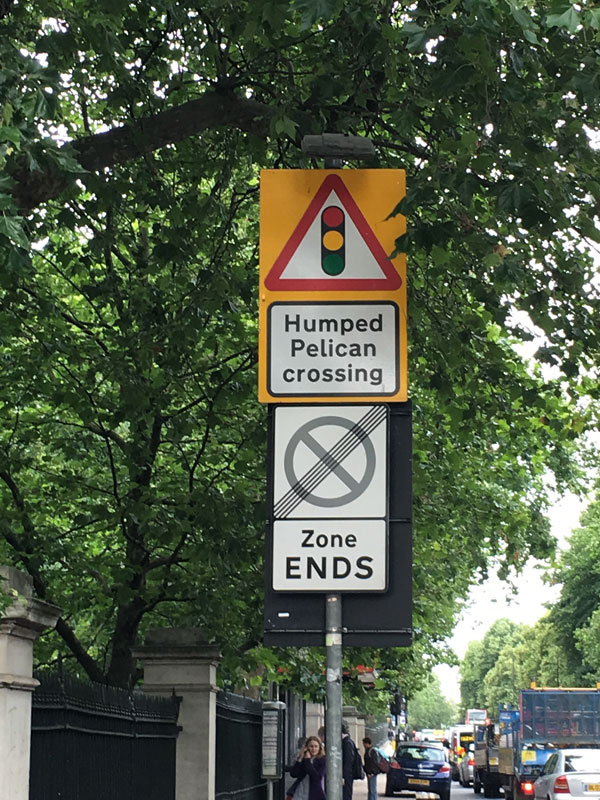 Humped
Pelican
crossing
Zone
ENDS